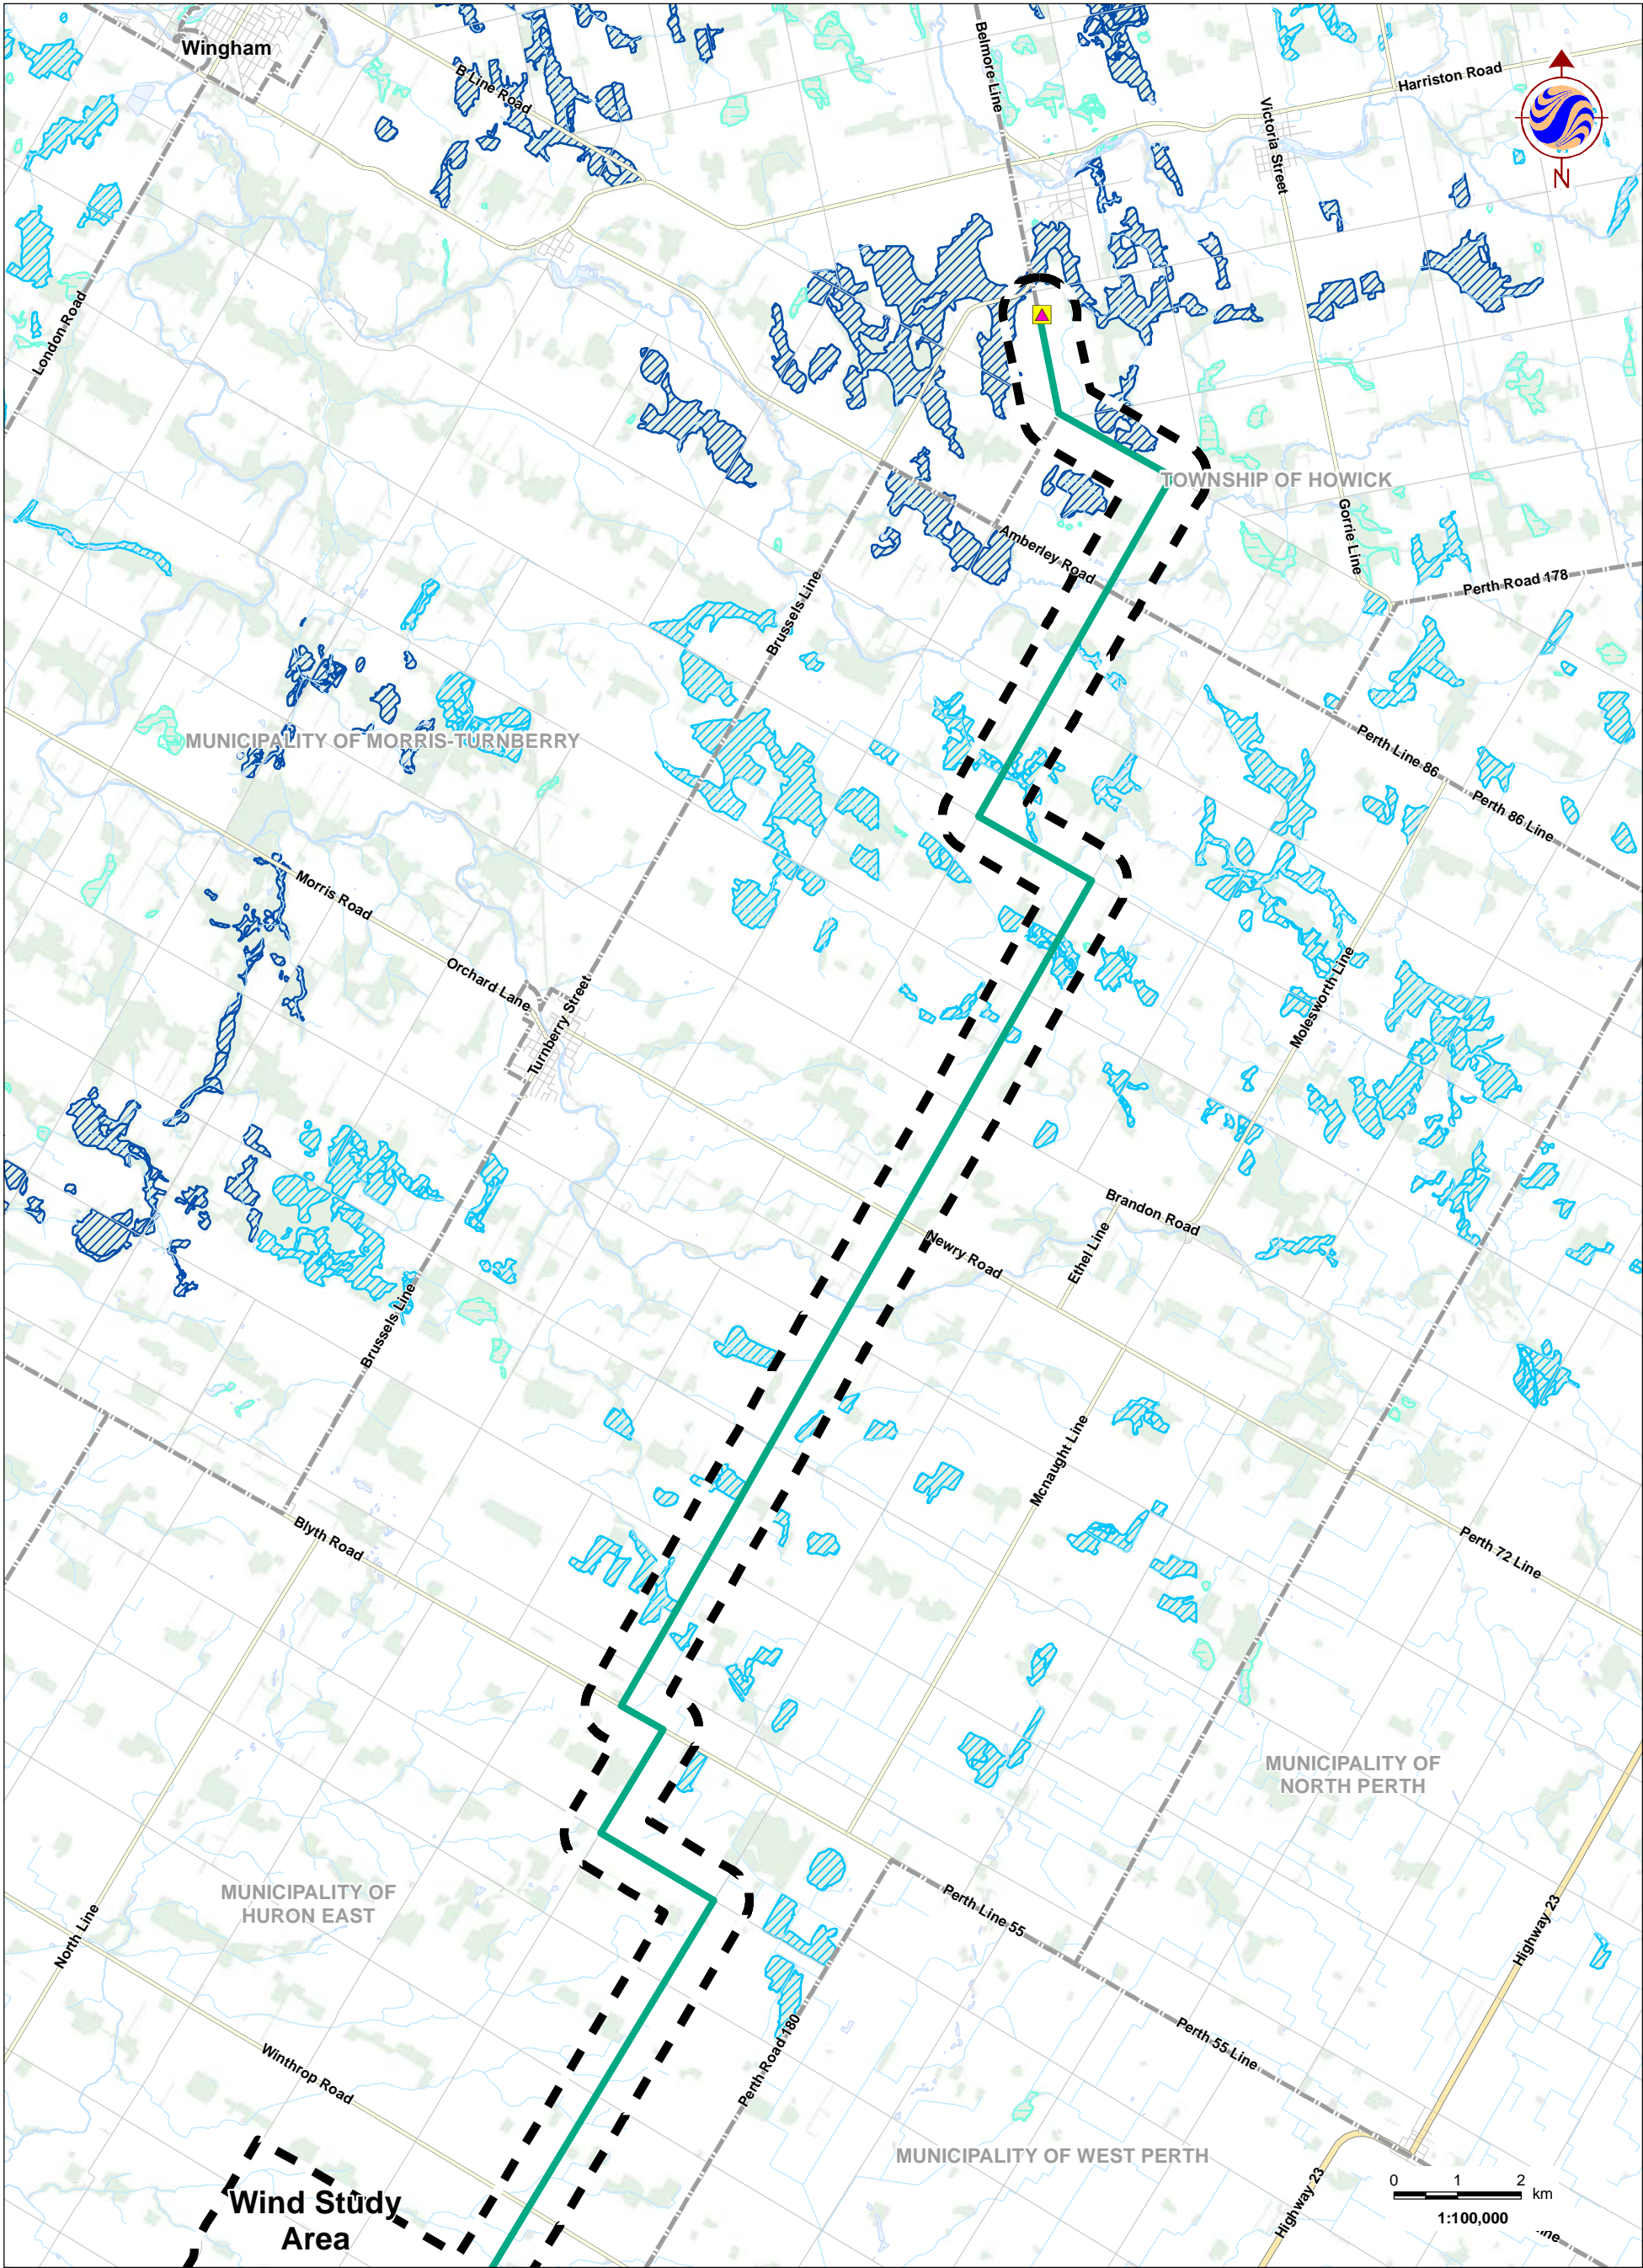 Wingham
B Line Road
Belmore Line
Harriston Road
Victoria Street
N
London Road
TOWNSHIP OF HOWICK
Gorrie Line
Amberley Road
Perth Road 178
Brussels Line
MUNICIPALITY OF MORRIS-TURNBERRY
Perth Line 86
Perth 86 Line
Morris Road
Orchard Lane
Turnberry Street
Molesworth Line
Brandon Road
Ethel Line
Newry Road
Brussels Line
Mcnaught Line
Blyth Road
Perth 72 Line
MUNICIPALITY OF
NORTH PERTH
MUNICIPALITY OF
HURON EAST
North Line
Perth Line 55
Highway 23
Winthrop Road
Perth Road 180
Perth 55 Line
MUNICIPALITY OF WEST PERTH
Highway 23
Wind Study
Area
0 1 2
km
1:100,000